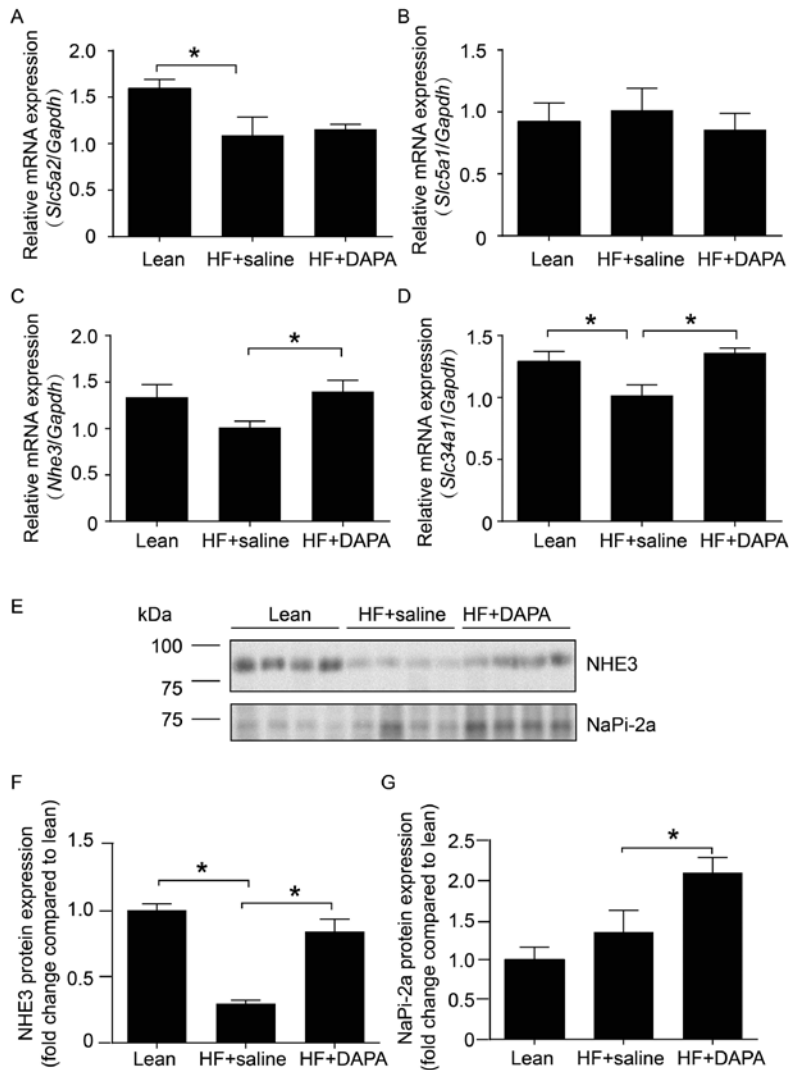 A
Relative mRNA expression
(Slc5a2/Gapdh)
2.0
1.5
1.0
0.5
0
*
Lean HF+saline HF+DAPA
B
Relative mRNA expression
(Slc5a1/Gapdh)
1.5
1.0
0.5
0
Lean HF+saline HF+DAPA
C
Relative mRNA expression
(Nhe3/Gapdh)
2.0
1.5
1.0
0.5
0
*
Lean HF+saline HF+DAPA
D
Relative mRNA expression
(Slc34a1/Gapdh)
1.5
1.0
0.5
0
* *
Lean HF+saline HF+DAPA
E
kDa Lean HF+saline HF+DAPA
100
75
NHE3
75
NaPi-2a
F
NHE3 protein expression
(fold change compared to lean)
1.5
1.0
0.5
0
* *
Lean HF+saline HF+DAPA
G
NaPi-2a protein expression
(fold change compared to lean)
2.5
2.0
1.5
1.0
0.5
0
*
Lean HF+saline HF+DAPA